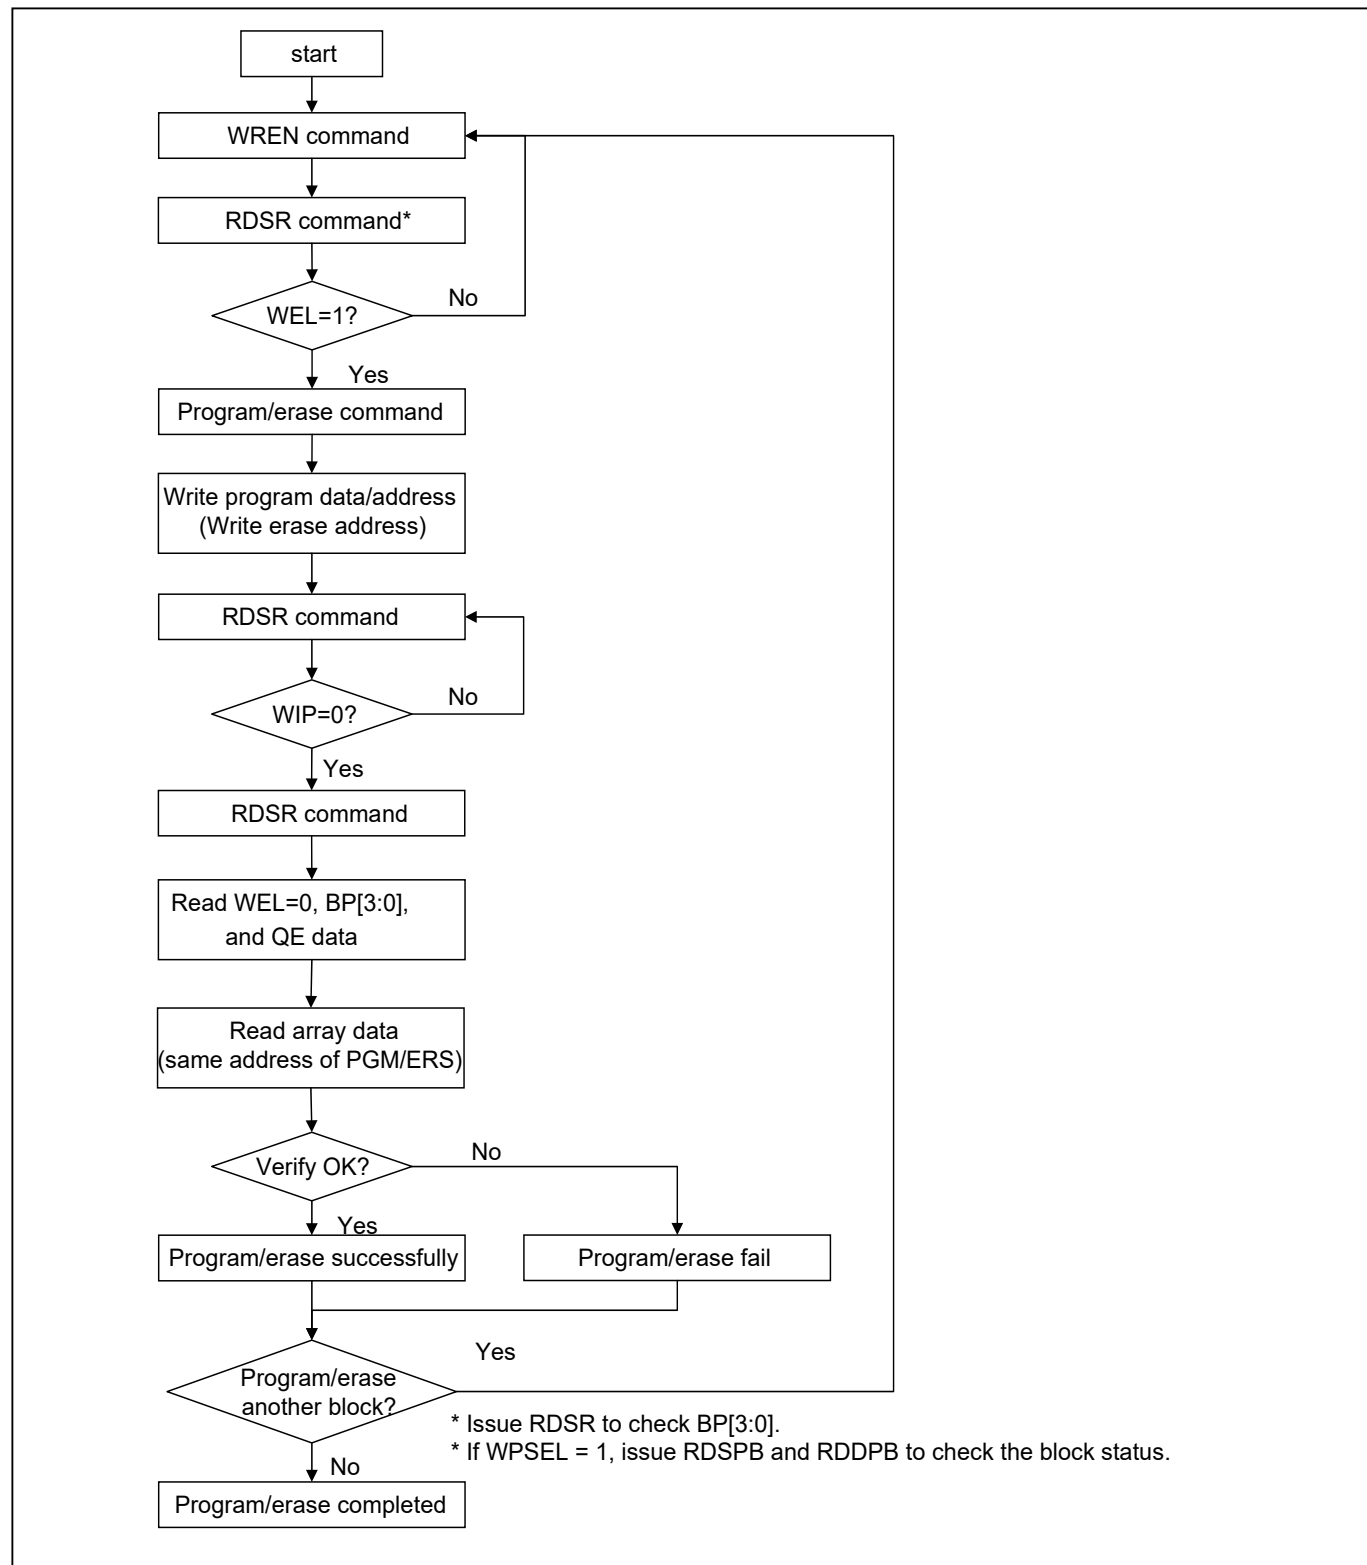 start
WREN command
RDSR command*
WEL=1?
No
Yes
Program/erase command
Write program data/address
(Write erase address)
RDSR command
WIP=0?
No
Yes
RDSR command
Read WEL=0, BP[3:0],
and QE data
Read array data
(same address of PGM/ERS)
Verify OK?
No
Yes
Program/erase successfully
Program/erase fail
Yes
Program/erase
another block?
* Issue RDSR to check BP[3:0].
* If WPSEL = 1, issue RDSPB and RDDPB to check the block status.
No
Program/erase completed